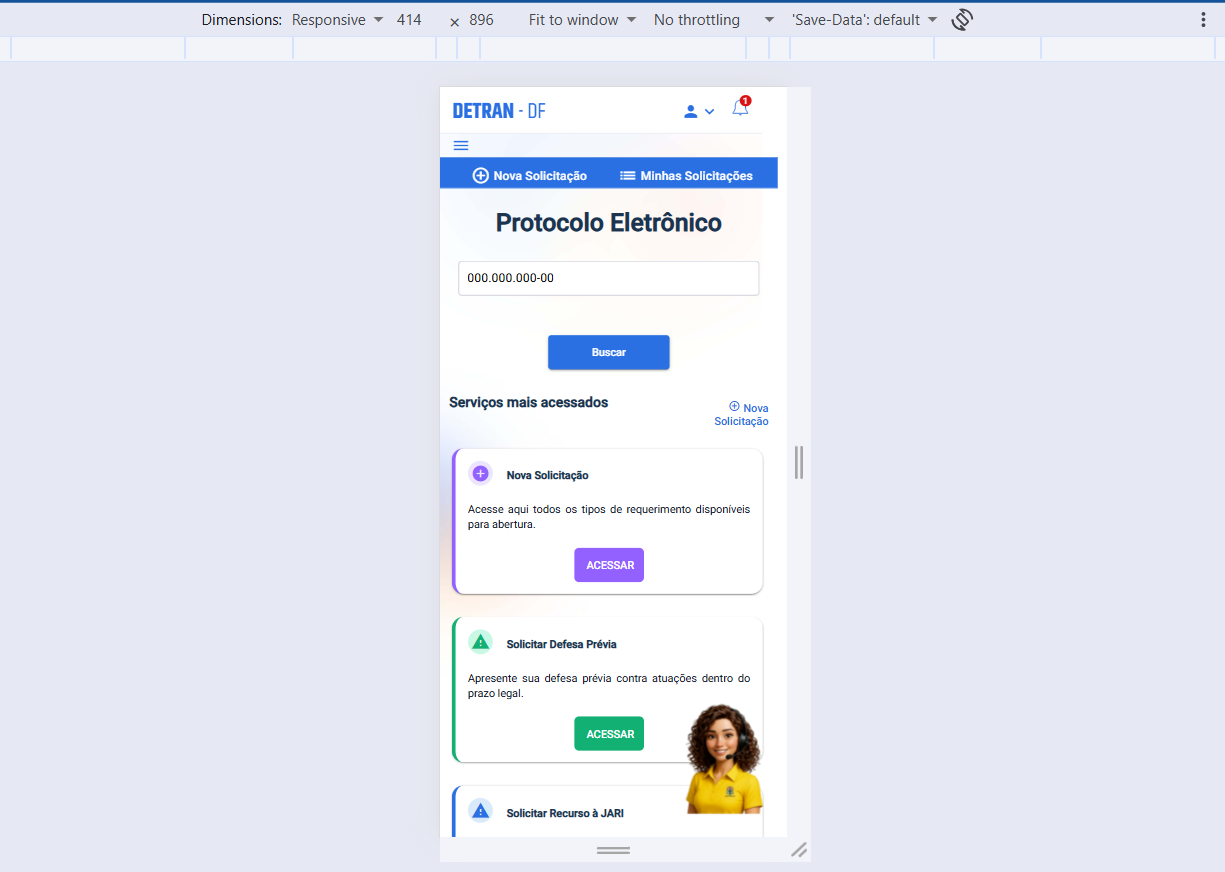 Dimensions: Responsive 414 × 896 Fit to window No throttling 'Save-Data': default
DETRAN - DF 1
Nova Solicitação Minhas Solicitações
Protocolo Eletrônico
000.000.000-00
Buscar
Serviços mais acessados
Nova
Solicitação
Nova Solicitação
Acesse aqui todos os tipos de requerimento disponíveis
para abertura.
ACESSAR
Solicitar Defesa Prévia
Apresente sua defesa prévia contra atuações dentro do
prazo legal.
ACESSAR
Solicitar Recurso à JARI